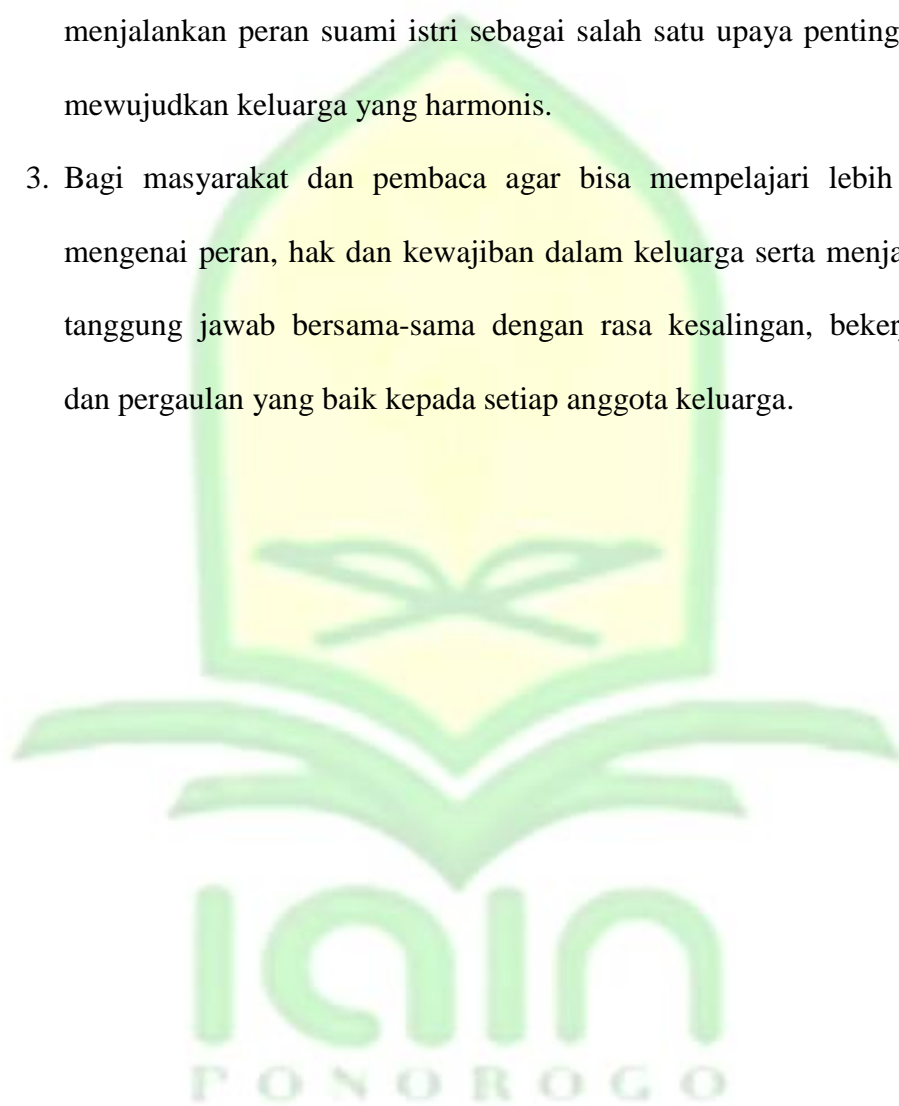 menjalankan peran suami istri sebagai salah satu upaya penting
mewujudkan keluarga yang harmonis.
3. Bagi masyarakat dan pembaca agar bisa mempelajari lebih
mengenai peran, hak dan kewajiban dalam keluarga serta
tanggung jawab bersama-sama dengan rasa kesalingan,
dan pergaulan yang baik kepada setiap anggota keluarga.
iain
PONOROGO